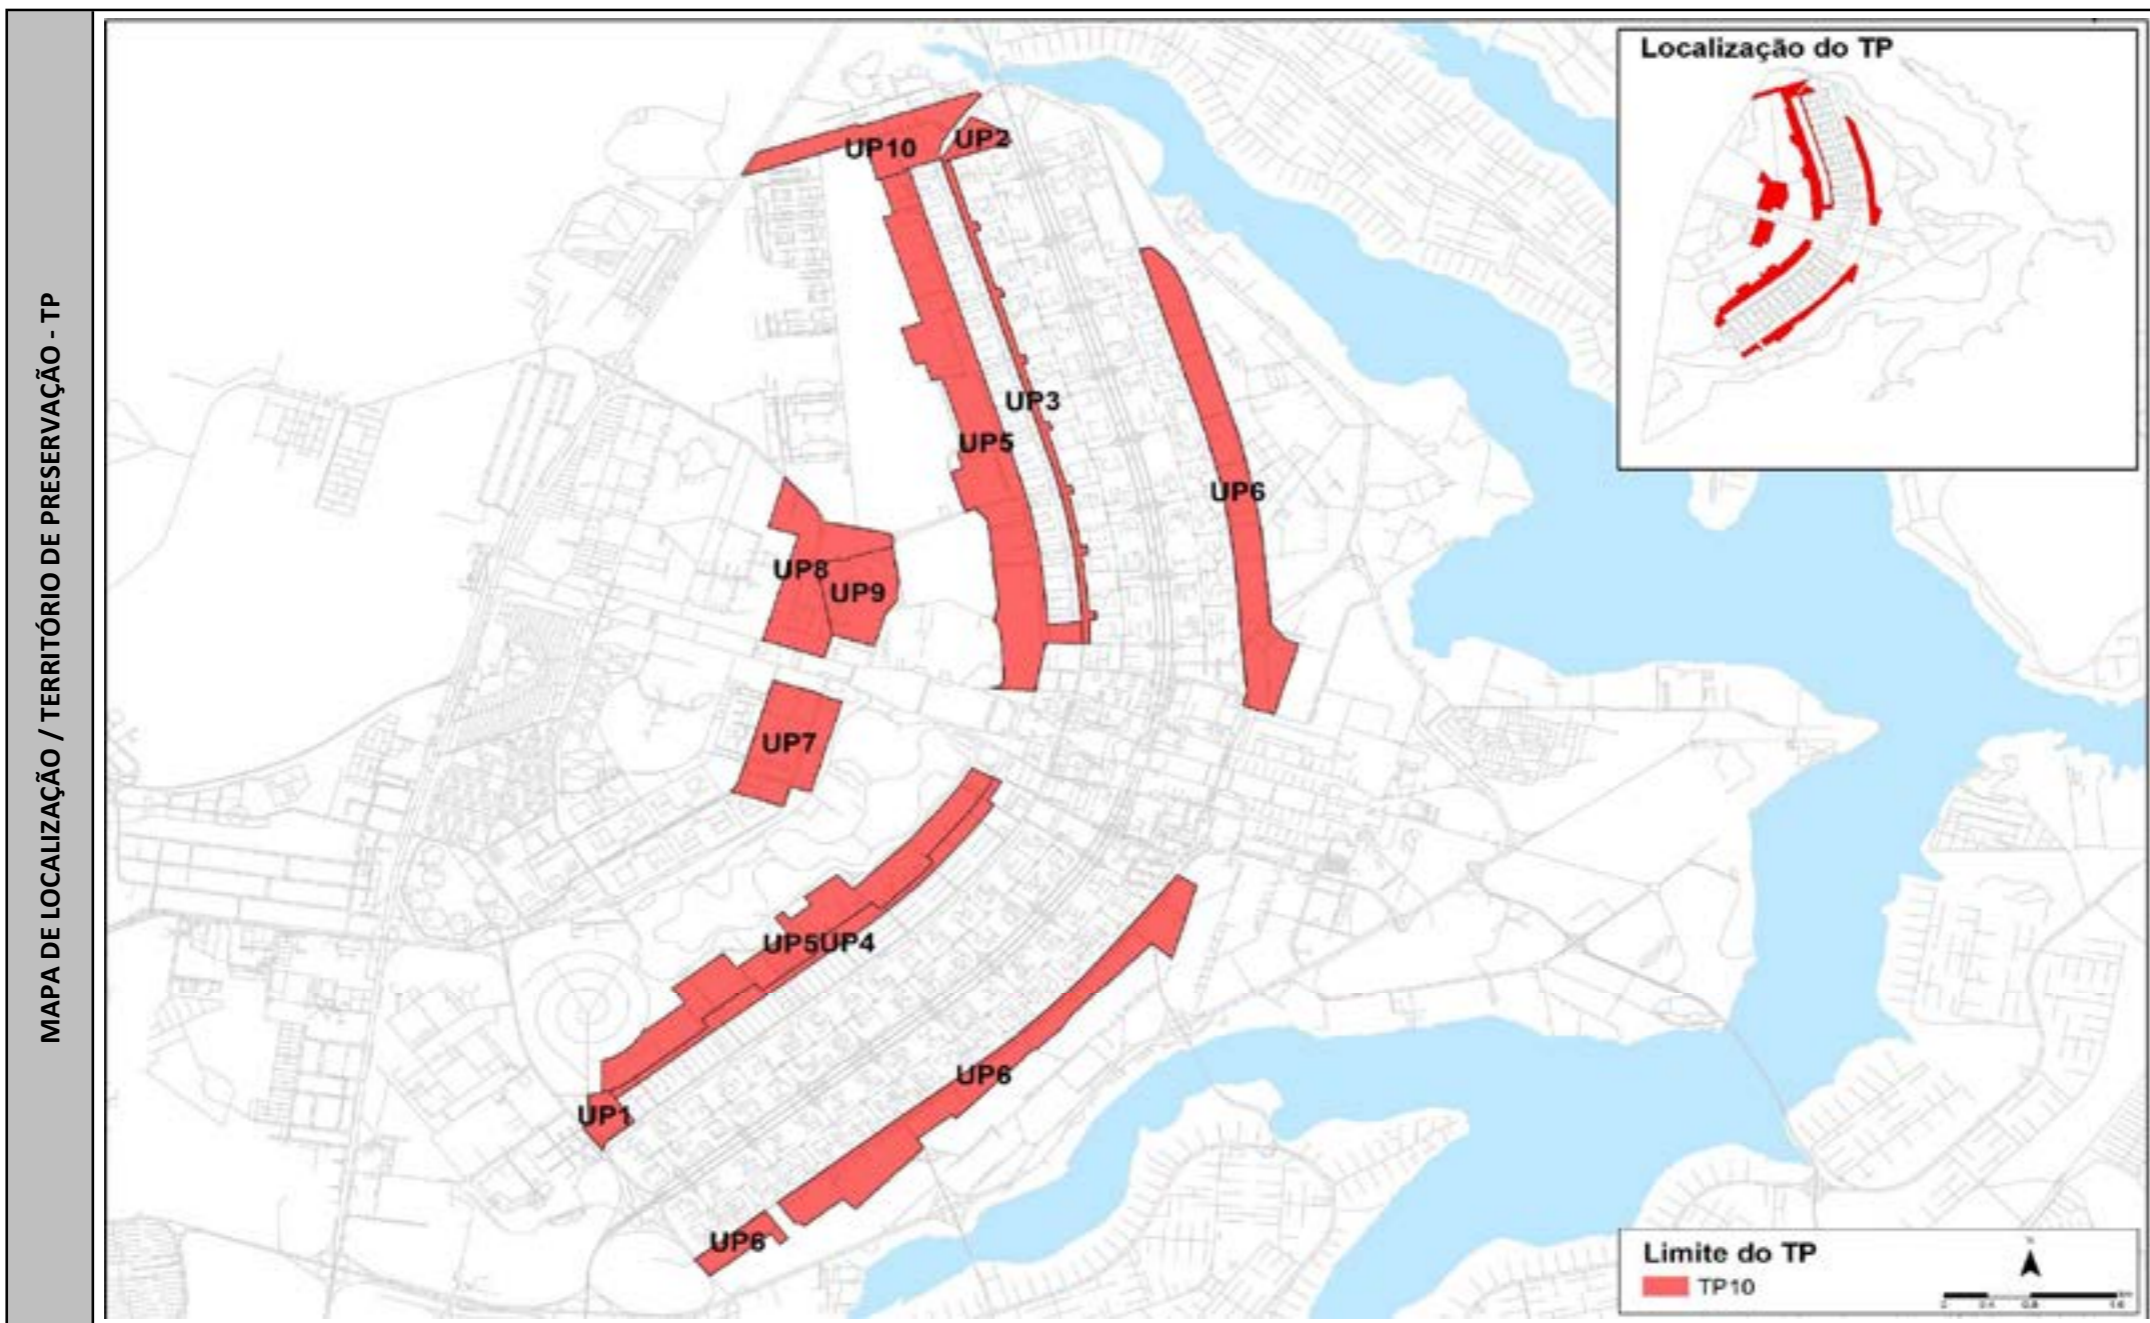 MAPA DE LOCALIZAÇÃO / TERRITÓRIO DE PRESERVAÇÃO - TP
Localização do TP
UP10
UP2
UP3
UP5
UP6
UP8
UP9
UP7
UP5UP4
UP6
UP1
UP6
Limite do TP
TP10